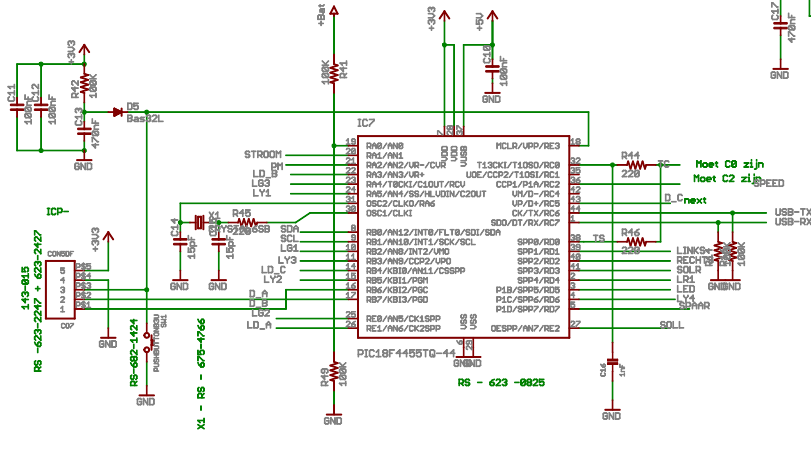 +Bat
+3V3
+5V
C17
470nF
GND
+3V3
C11
100nF
C12
100nF
R42
100K
C13
470nF
GND
D5
Bas32L
100K
R41
C10
100nF
GND
IC7
19 RA0/AN0
20 RA1/AN1
21 RA2/AN2/VR-/CVR
22 RA3/AN3/VR+
23 RA4/T0CKI/C1OUT/RCV
24 RA5/AN4/SS/HLVDIN/C2OUT
31 OSC2/CLKO/RA6
30 OSC1/CLKI
8 RB0/AN12/INT0/FLT0/SDI/SDA
9 RB1/AN10/INT1/SCK/SCL
10 RB2/AN8/INT2/VMO
11 RB3/AN9/CCP2/VPO
14 RB4/KBI0/AN11/CSSPP
15 RB5/KBI1/PGM
16 RB6/KBI2/PGC
17 RB7/KBI3/PGD
25 RE0/AN5/CK1SPP
26 RE1/AN6/CK2SPP
7 VDD
28 VDD
37 VUSB
MCLR/VPP/RE3 18
T13CKI/T1OSO/RC0 32
UOE/CCP2/T1OSI/RC1 35
CCP1/P1A/RC2 36
VM/D-/RC4 42
VP/D+/RC5 43
CK/TX/RC6 44
SDO/DT/RX/RC7 1
SPP0/RD0 38
SPP1/RD1 39
SPP2/RD2 40
SPP3/RD3 41
SPP4/RD4 2
P1B/SPP5/RD5 3
P1C/SPP6/RD6 4
P1D/SPP7/RD7 5
OESPP/AN7/RE2 27
6 VSS
29 VSS
PIC18F4455TQ-44
GND
GND
RS - 623 -0825
STROOM
PM
LD_B
LG3
LY1
SDA
SCL
LG1
LY3
LD_C
LY2
D_A
D_B
LG2
LD_A
C14
15pF
X1
R45
220
15pF
GND
GND
R49
100K
GND
ICP-
143-015
RS -623-2247 + 623-2427
CON5DF
5
4
3
2
1
C07
+3V3
GND
RS-682-1424
PUSHBUTTON3U
SW1
GND
X1 - RS - 675-4766
R44
220
TS
Moet C0 zijn
Moet C2 zijn
SPEED
D_C
next
USB-TX
USB-RX
TS
R46
220
LINKS
RECHTS
SOLR
LR1
LED
LY4
SPAAR
SOLL
100K
GND
GND
C16
1nF
GND